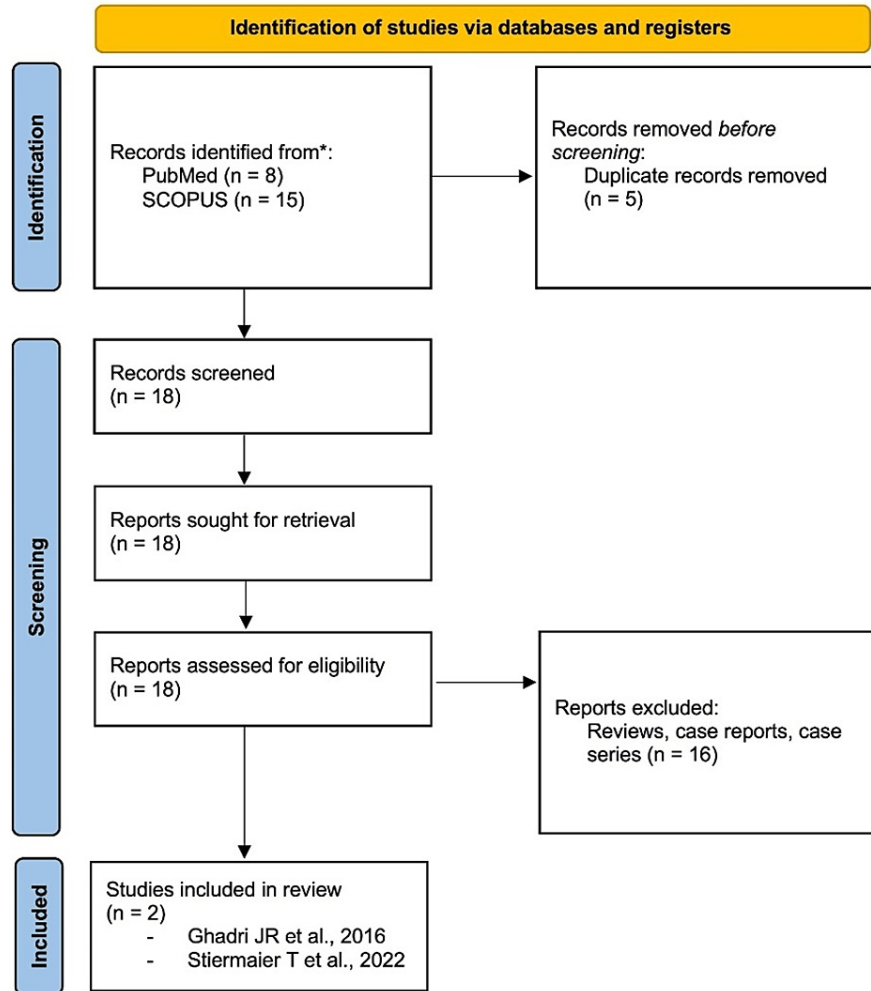 Identification of studies via databases and registers
Identification
Records identified from*:
PubMed (n = 8)
SCOPUS (n = 15)
Records removed before
screening:
Duplicate records removed
(n = 5)
Screening
Records screened
(n = 18)
Reports sought for retrieval
(n = 18)
Reports assessed for eligibility
(n = 18)
Reports excluded:
Reviews, case reports, case
series (n = 16)
Included
Studies included in review
(n = 2)
- Ghadri JR et al., 2016
- Stiermaier T et al., 2022